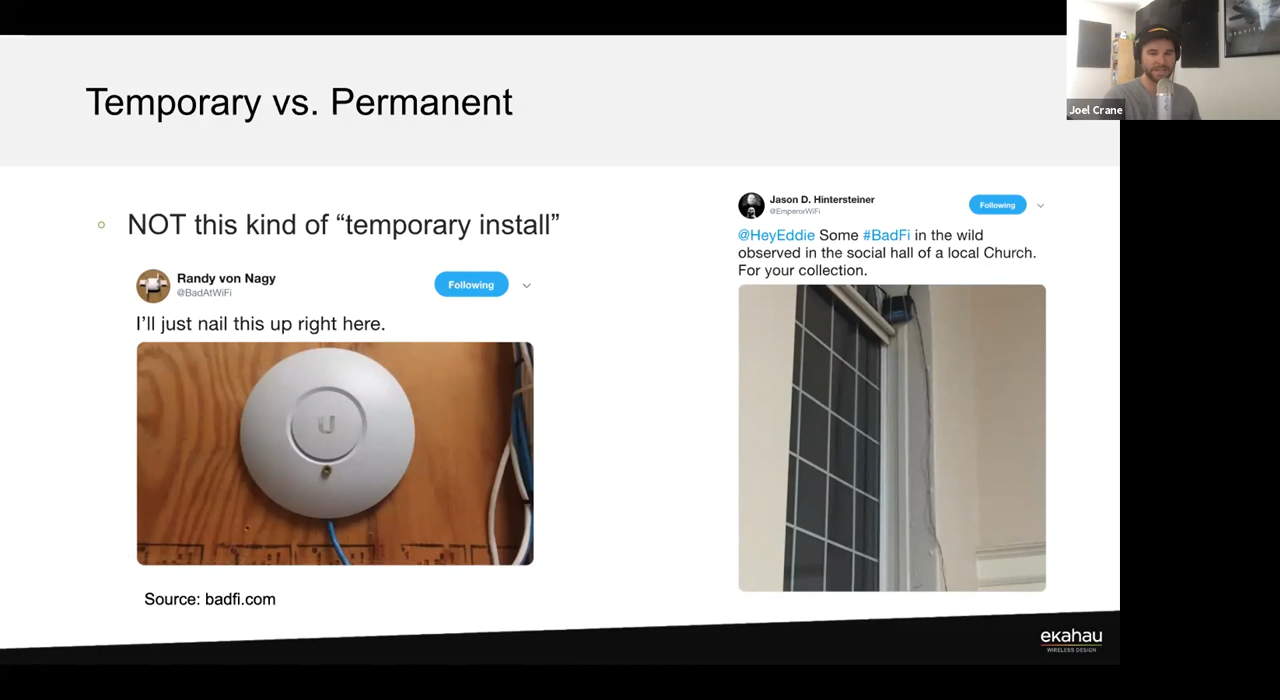 Temporary vs. Permanent
Joel Crane
NOT this kind of “temporary install”
Randy von Nagy
@BadAtWiFi
Following
I’ll just nail this up right here.
U
Source: badfi.com
Jason D. Hintersteiner
@EmperorWiFi
Following
@HeyEddie Some #BadFi in the wild
observed in the social hall of a local Church.
For your collection.
ekahau
WIRELESS DESIGN